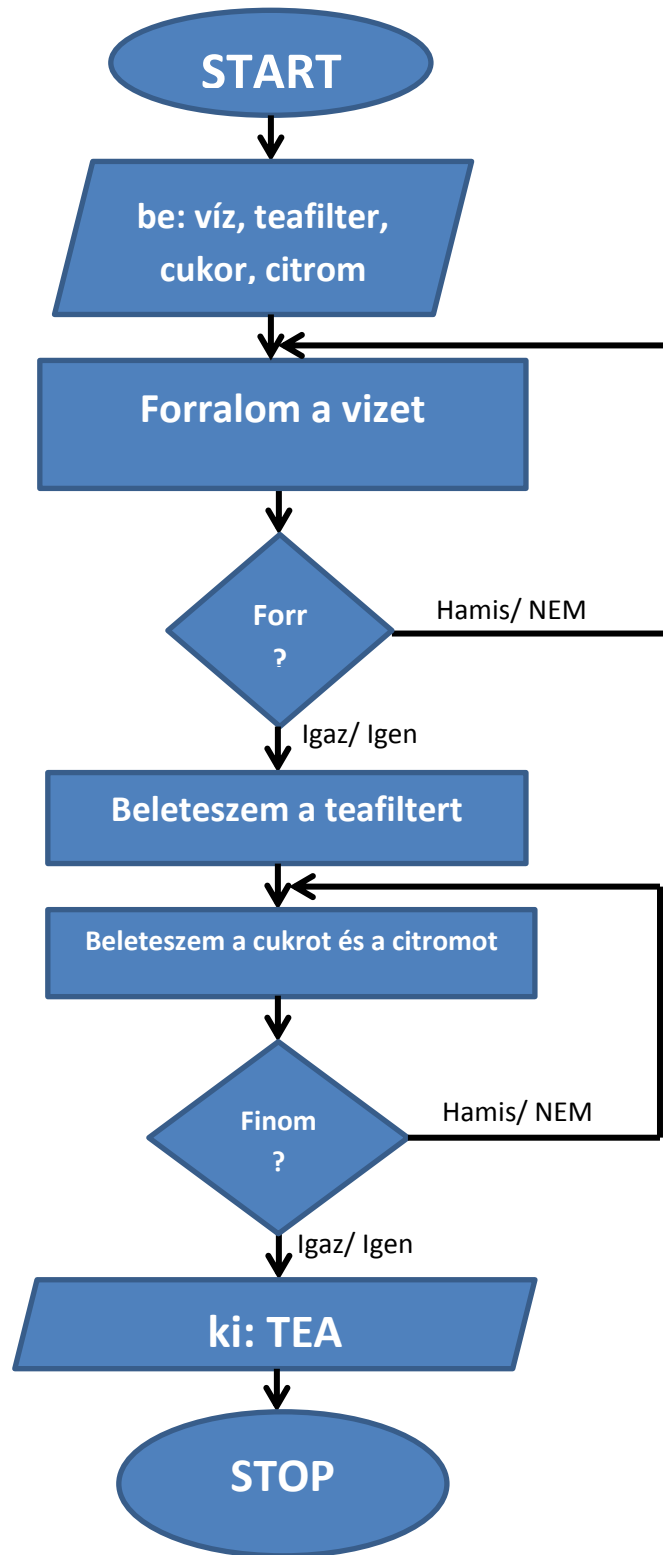 START
be: víz, teafilter,
cukor, citrom
Forralom a vizet
Forr
?
Hamis/ NEM
Igaz/ Igen
Beleteszem a teafiltert
Beleteszem a cukrot és a citromot
Finom
?
Hamis/ NEM
Igaz/ Igen
ki: TEA
STOP